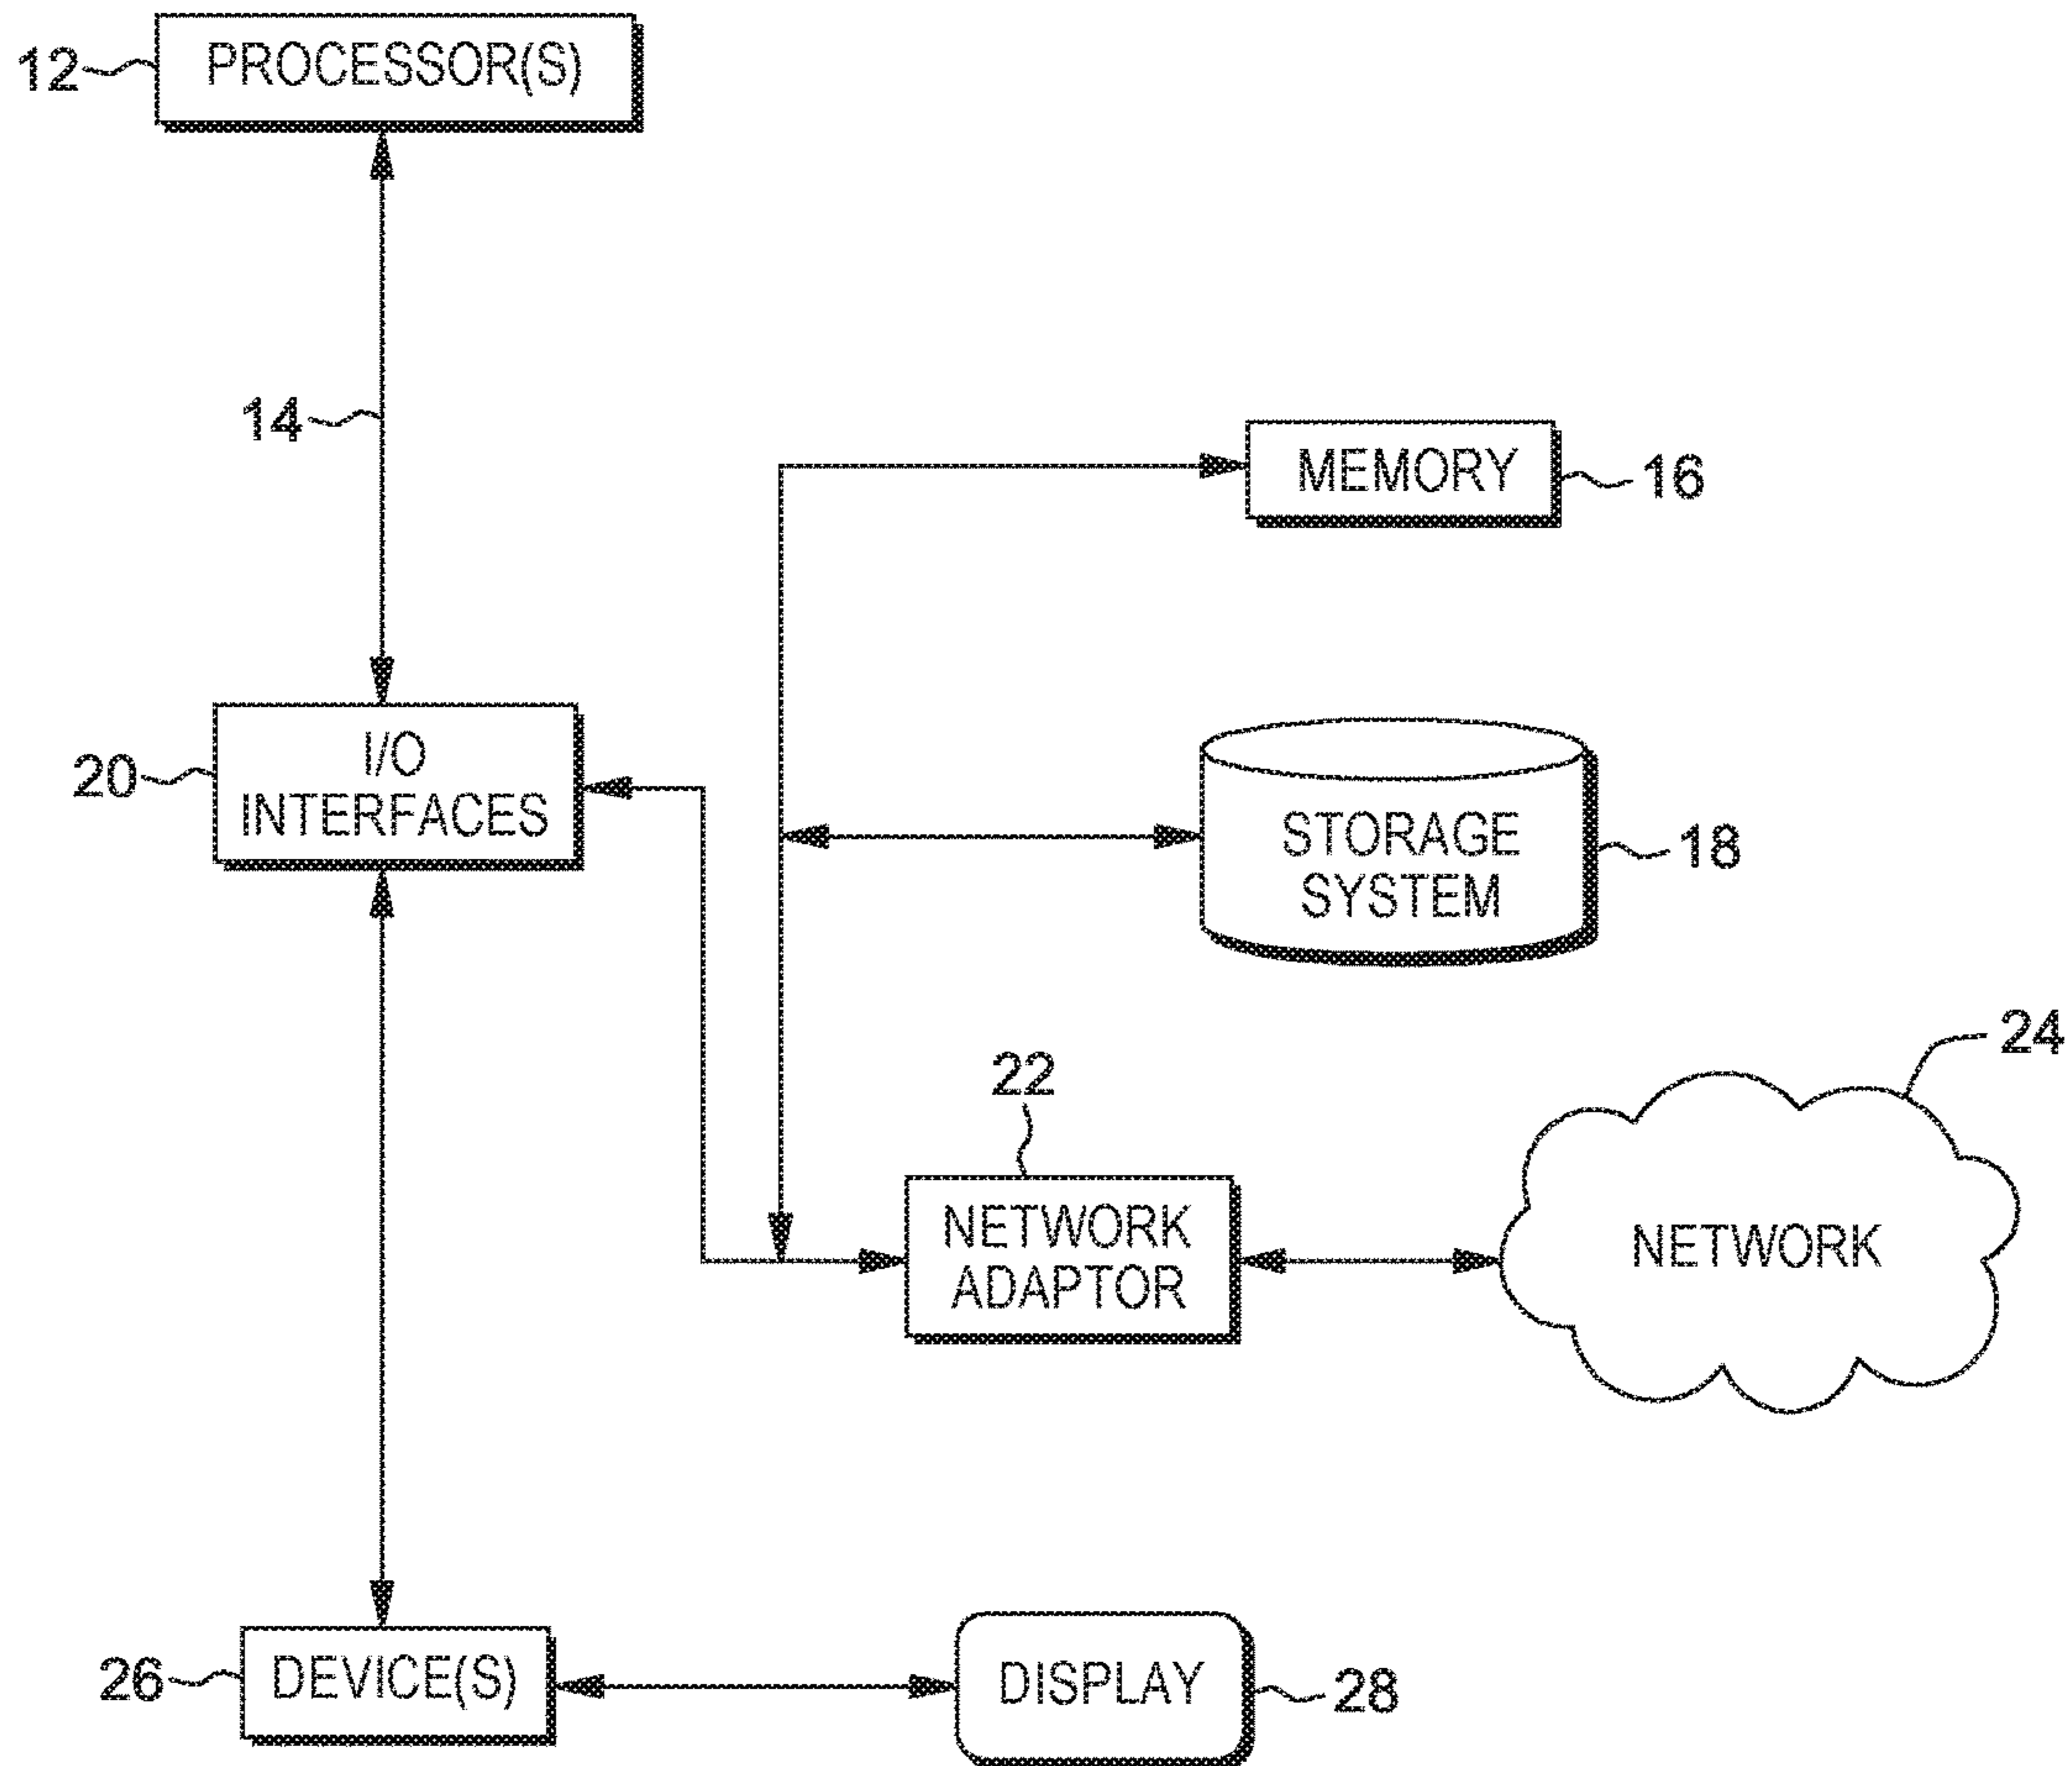 12
PROCESSOR(S)
14
MEMORY
16
20
I/O
INTERFACES
STORAGE
SYSTEM
18
24
22
NETWORK
ADAPTOR
NETWORK
26
DEVICE(S)
DISPLAY
28